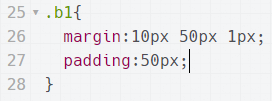 25 .b1{
26 margin:10px 50px 1px;
27 padding:50px;
28 }